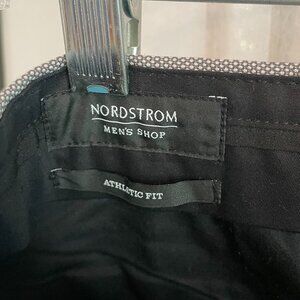 NORDSTROM
MEN'S SHOP
ATHLETIC FIT